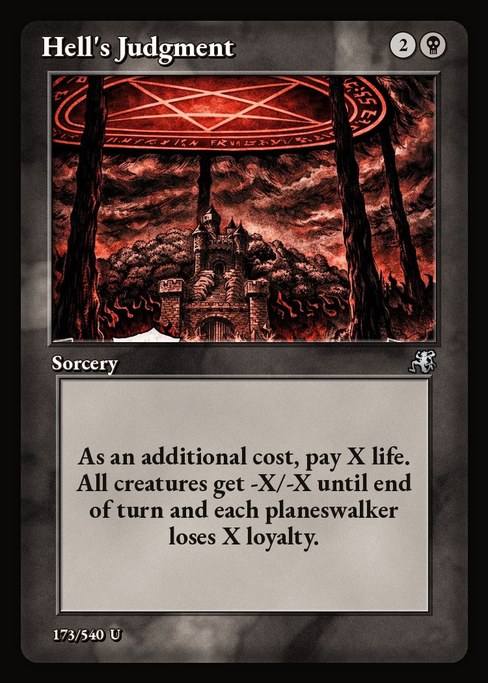 Hell's Judgment 2
Sorcery
As an additional cost, pay X life.
All creatures get -X/-X until end
of turn and each planeswalker
loses X loyalty.
173/540 U